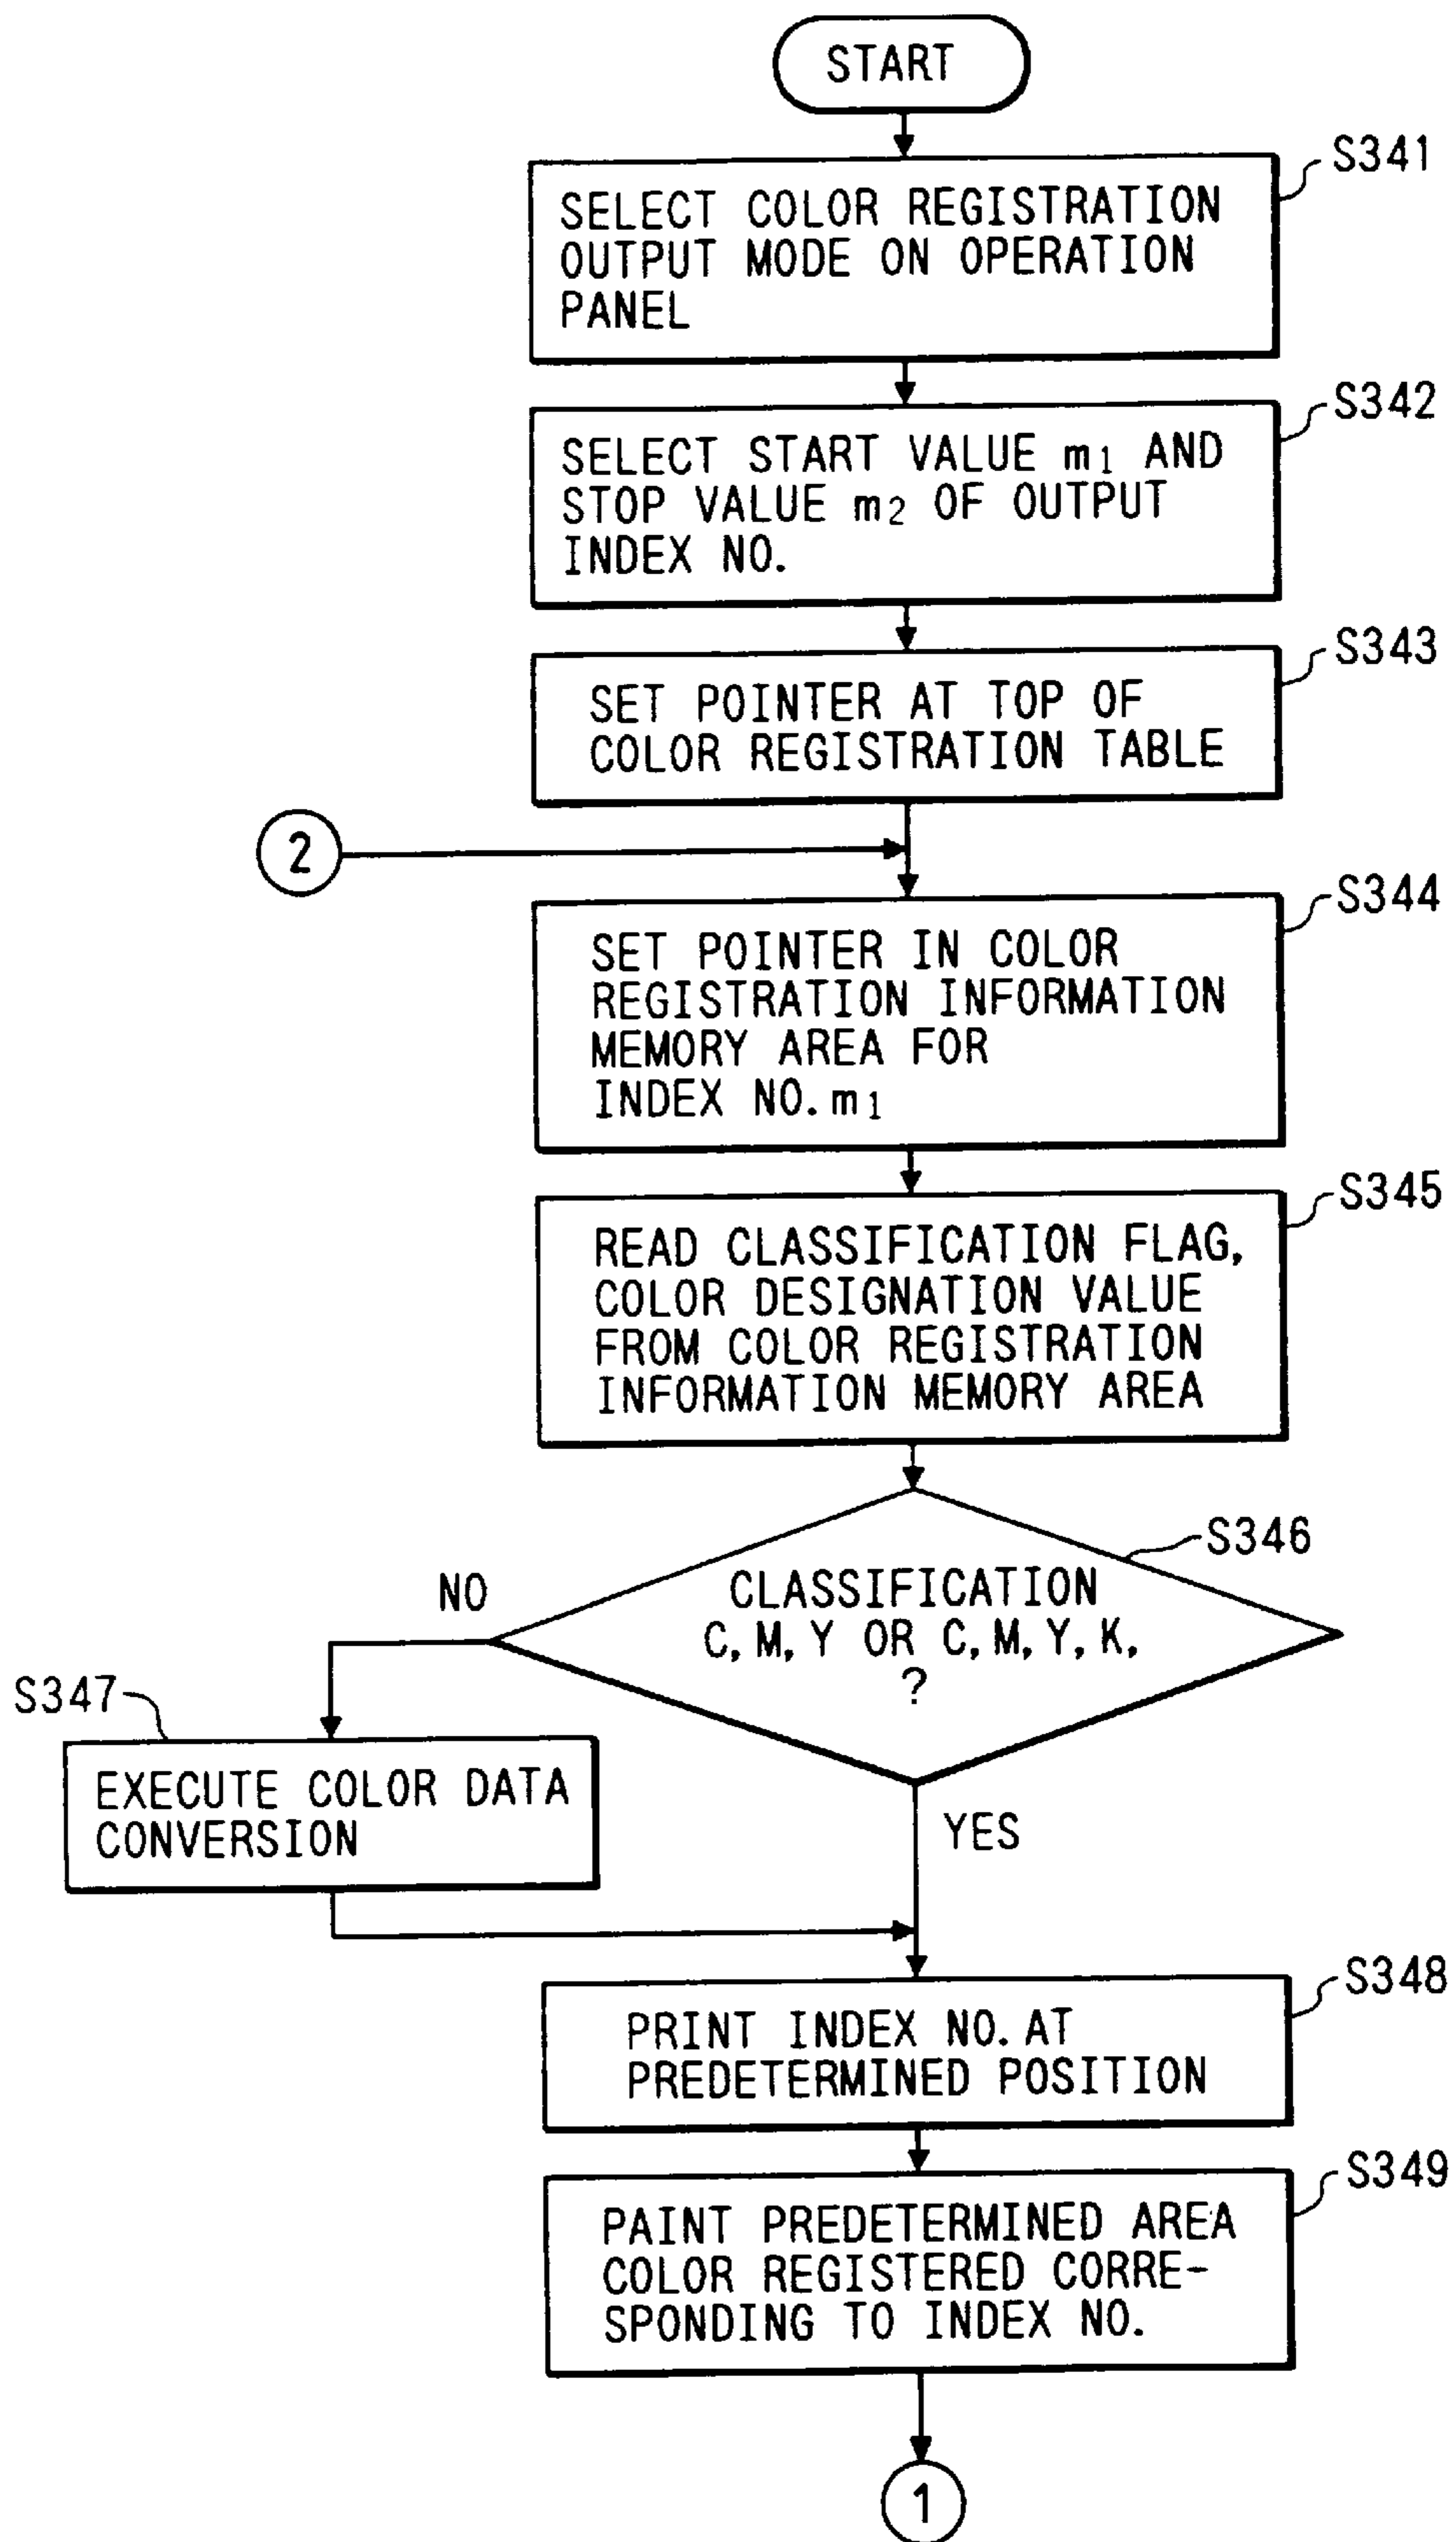 START
S341
SELECT COLOR REGISTRATION
OUTPUT MODE ON OPERATION
PANEL
S342
SELECT START VALUE m1 AND
STOP VALUE m2 OF OUTPUT
INDEX NO.
S343
SET POINTER AT TOP OF
COLOR REGISTRATION TABLE
2
S344
SET POINTER IN COLOR
REGISTRATION INFORMATION
MEMORY AREA FOR
INDEX NO. m1
S345
READ CLASSIFICATION FLAG,
COLOR DESIGNATION VALUE
FROM COLOR REGISTRATION
INFORMATION MEMORY AREA
S346
NO
CLASSIFICATION
C, M, Y OR C, M, Y, K,
?
S347
EXECUTE COLOR DATA
CONVERSION
YES
S348
PRINT INDEX NO. AT
PREDETERMINED POSITION
S349
PAINT PREDETERMINED AREA
COLOR REGISTERED CORRE-
SPONDING TO INDEX NO.
1